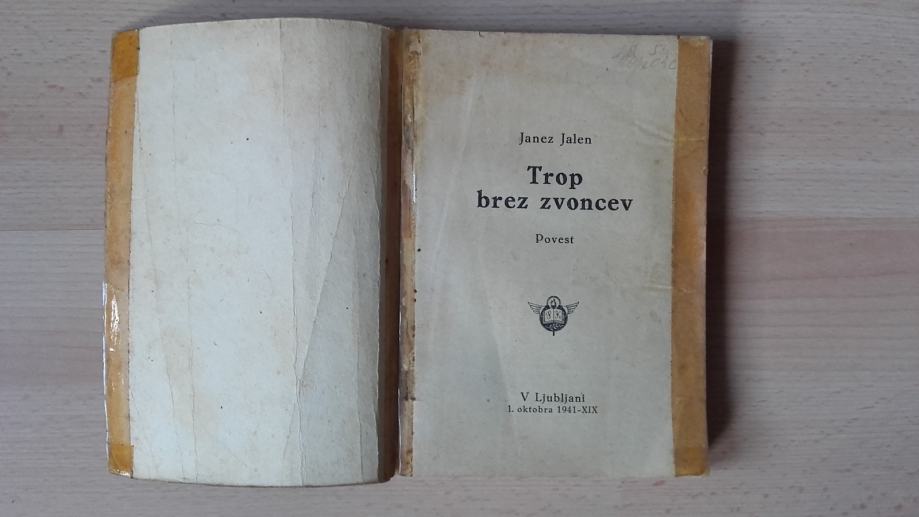 Janez Jalen
Trop
brez zvoncev
Povest
V Ljubljani
1. oktobra 1941-XIX